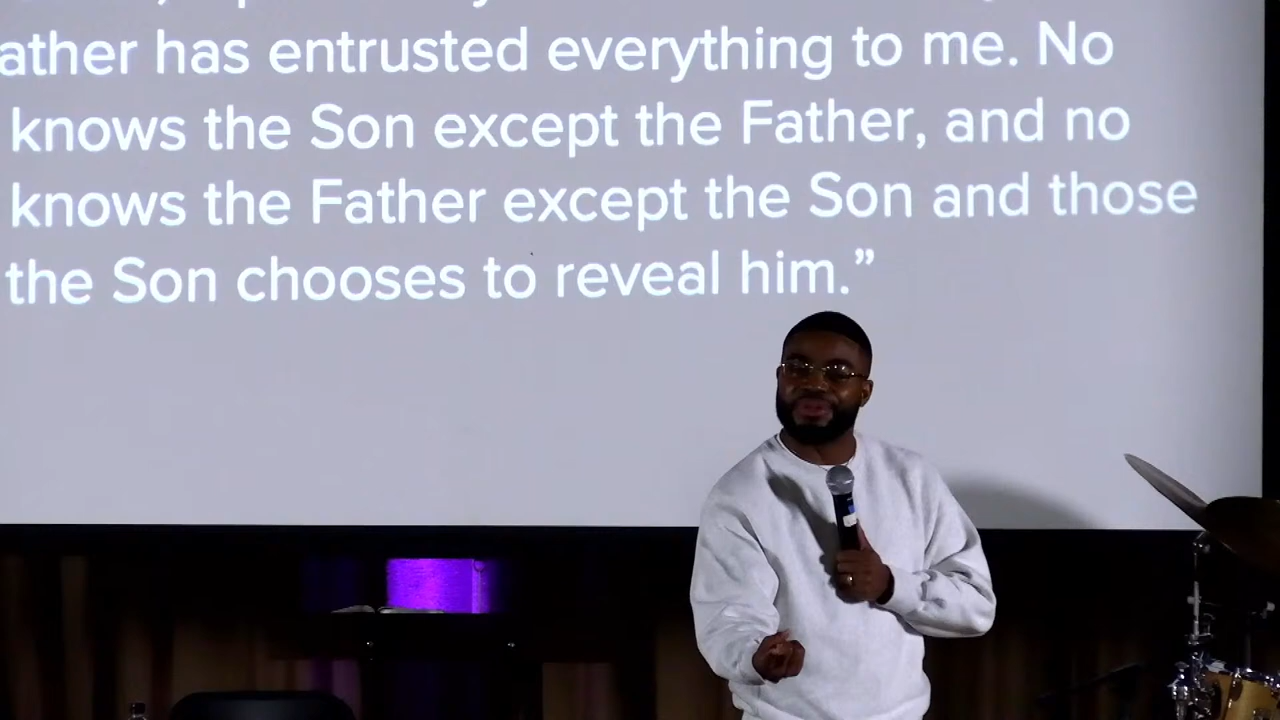 ather has entrusted everything to me. No
knows the Son except the Father, and no
knows the Father except the Son and those
the Son chooses to reveal him.”